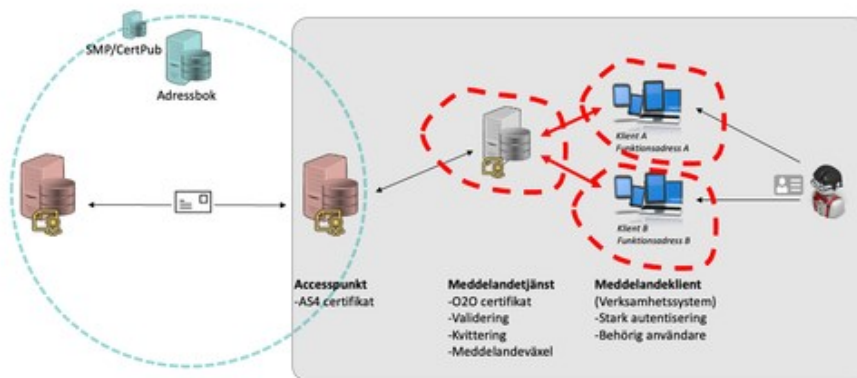 SMP/CertPub
Adressbok
Klient A
Funktionsadress A
Klient B
Funktionsadress B
Accesspunkt
-AS4 certifikat
Meddelandetjänst
-O2O certifikat
-Validering
-Kvittering
-Meddelandeväxel
Meddelandeklient
(Verksamhetssystem)
-Stark autentisering
-Behörig användare